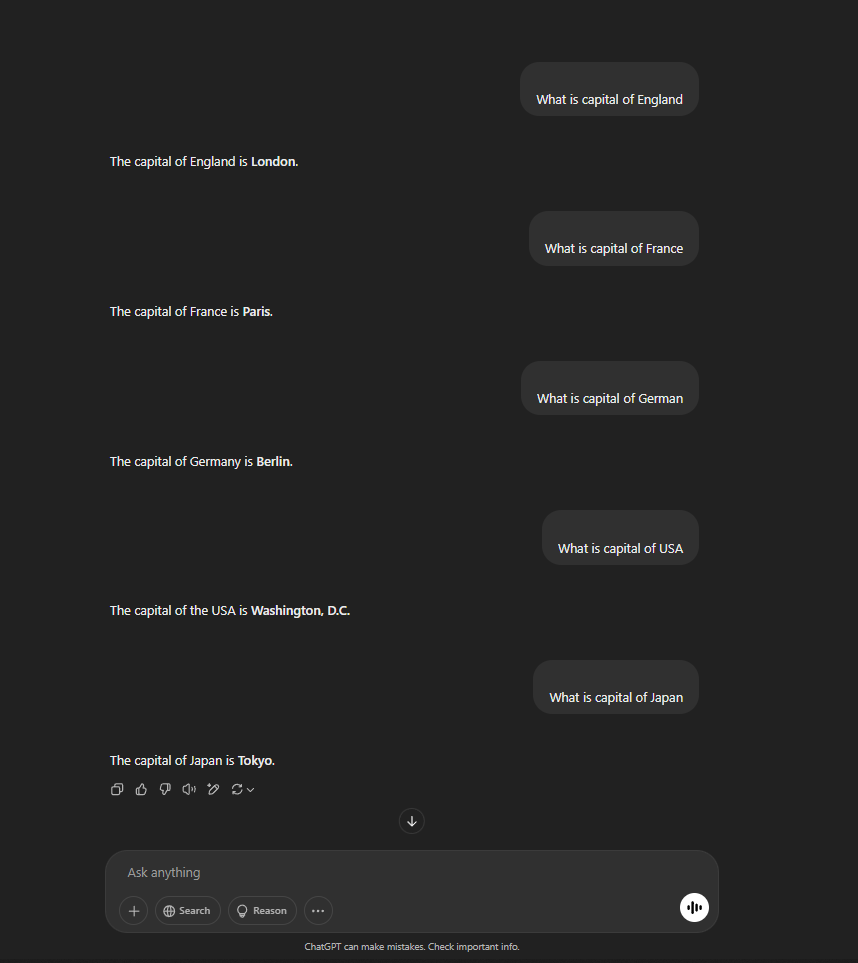 What is capital of England
The capital of England is London.
What is capital of France
The capital of France is Paris.
What is capital of German
The capital of Germany is Berlin.
What is capital of USA
The capital of the USA is Washington, D.C.
What is capital of Japan
The capital of Japan is Tokyo.
Ask anything
Search Reason
ChatGPT can make mistakes. Check important info.